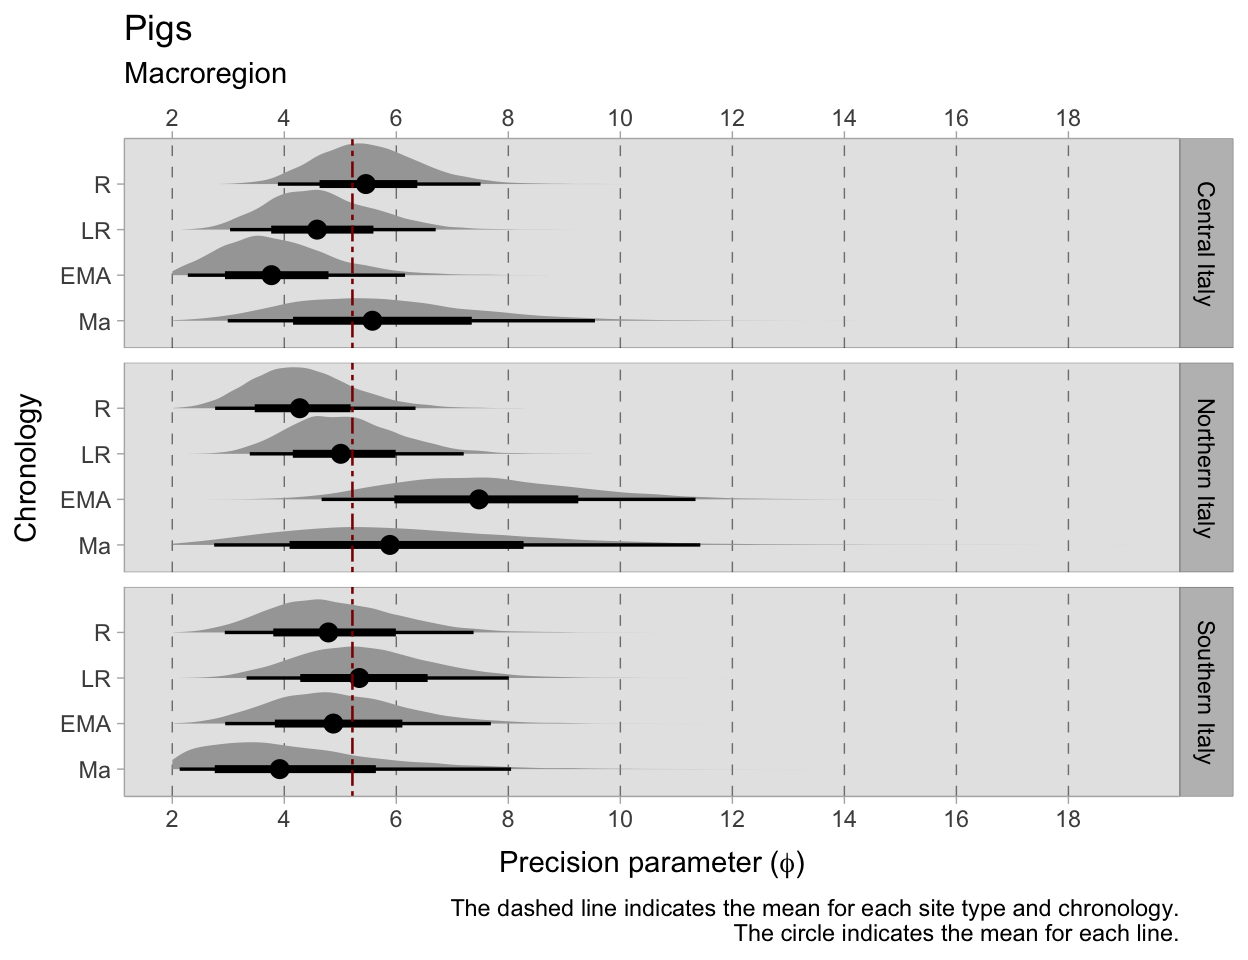 Pigs
Macroregion
2 4 6 8 10 12 14 16 18
R
LR
EMA
Ma
Central Italy
R
LR
EMA
Ma
Northern Italy
R
LR
EMA
Ma
Southern Italy
Chronology
2 4 6 8 10 12 14 16 18
Precision parameter (ϕ)
The dashed line indicates the mean for each site type and chronology.
The circle indicates the mean for each line.